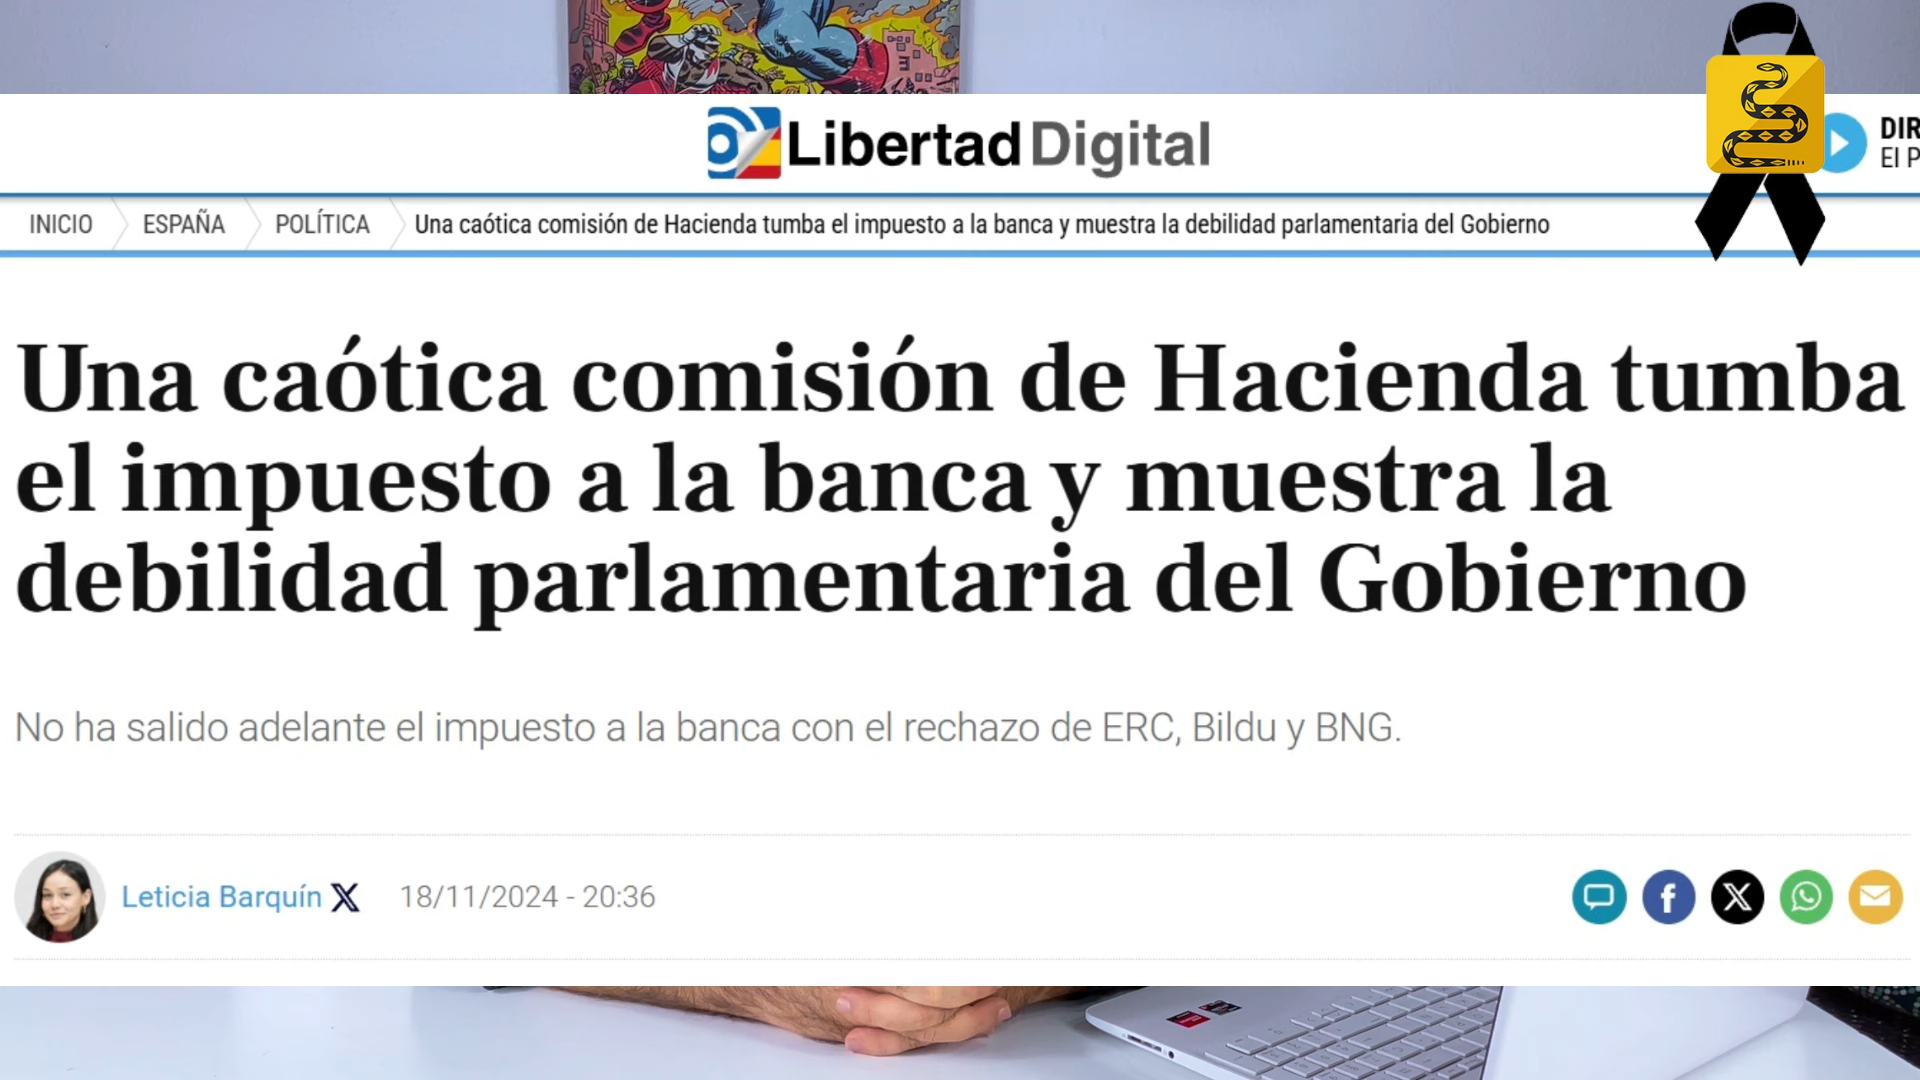 Libertad Digital
DIR
El P
INICIO
ESPAÑA
POLÍTICA
Una caótica comisión de Hacienda tumba el impuesto a la banca y muestra la debilidad parlamentaria del Gobierno
Una caótica comisión de Hacienda tumba
el impuesto a la banca y muestra la
debilidad parlamentaria del Gobierno
No ha salido adelante el impuesto a la banca con el rechazo de ERC, Bildu y BNG.
Leticia Barquín 18/11/2024 - 20:36